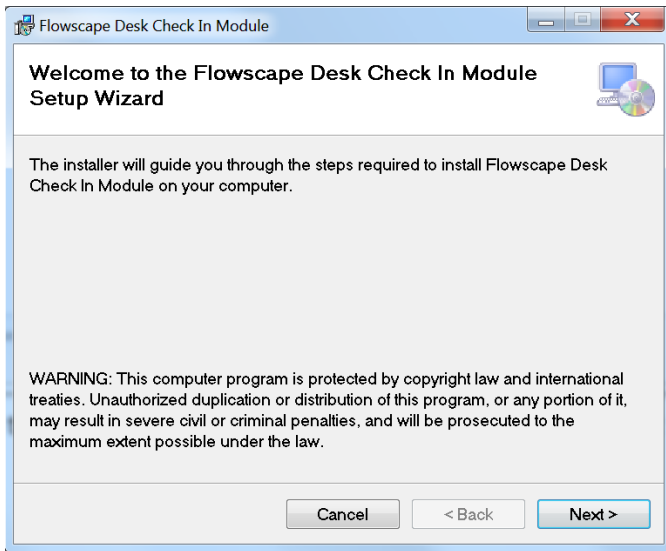 Flowscape Desk Check In Module
Welcome to the Flowscape Desk Check In Module
Setup Wizard
The installer will guide you through the steps required to install Flowscape Desk
Check In Module on your computer.
WARNING: This computer program is protected by copyright law and international
treaties. Unauthorized duplication or distribution of this program, or any portion of it,
may result in severe civil or criminal penalties, and will be prosecuted to the
maximum extent possible under the law.
Cancel < Back Next >